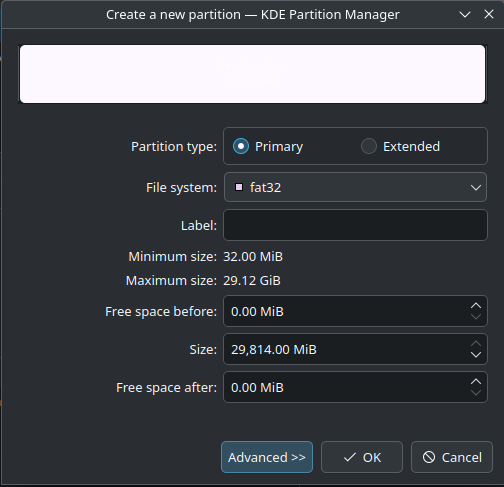 Create a new partition — KDE Partition Manager
Partition type: Primary Extended
File system: fat32
Label:
Minimum size: 32.00 MiB
Maximum size: 29.12 GiB
Free space before: 0.00 MiB
Size: 29,814.00 MiB
Free space after: 0.00 MiB
Advanced >> OK Cancel